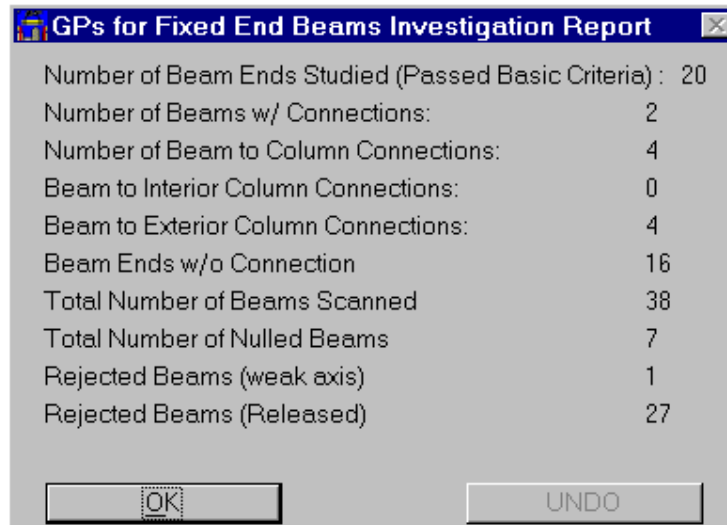 GPs for Fixed End Beams Investigation Report
Number of Beam Ends Studied (Passed Basic Criteria) : 20
Number of Beams w/ Connections: 2
Number of Beam to Column Connections: 4
Beam to Interior Column Connections: 0
Beam to Exterior Column Connections: 4
Beam Ends w/o Connection 16
Total Number of Beams Scanned 38
Total Number of Nulled Beams 7
Rejected Beams (weak axis) 1
Rejected Beams (Released) 27
OK UNDO